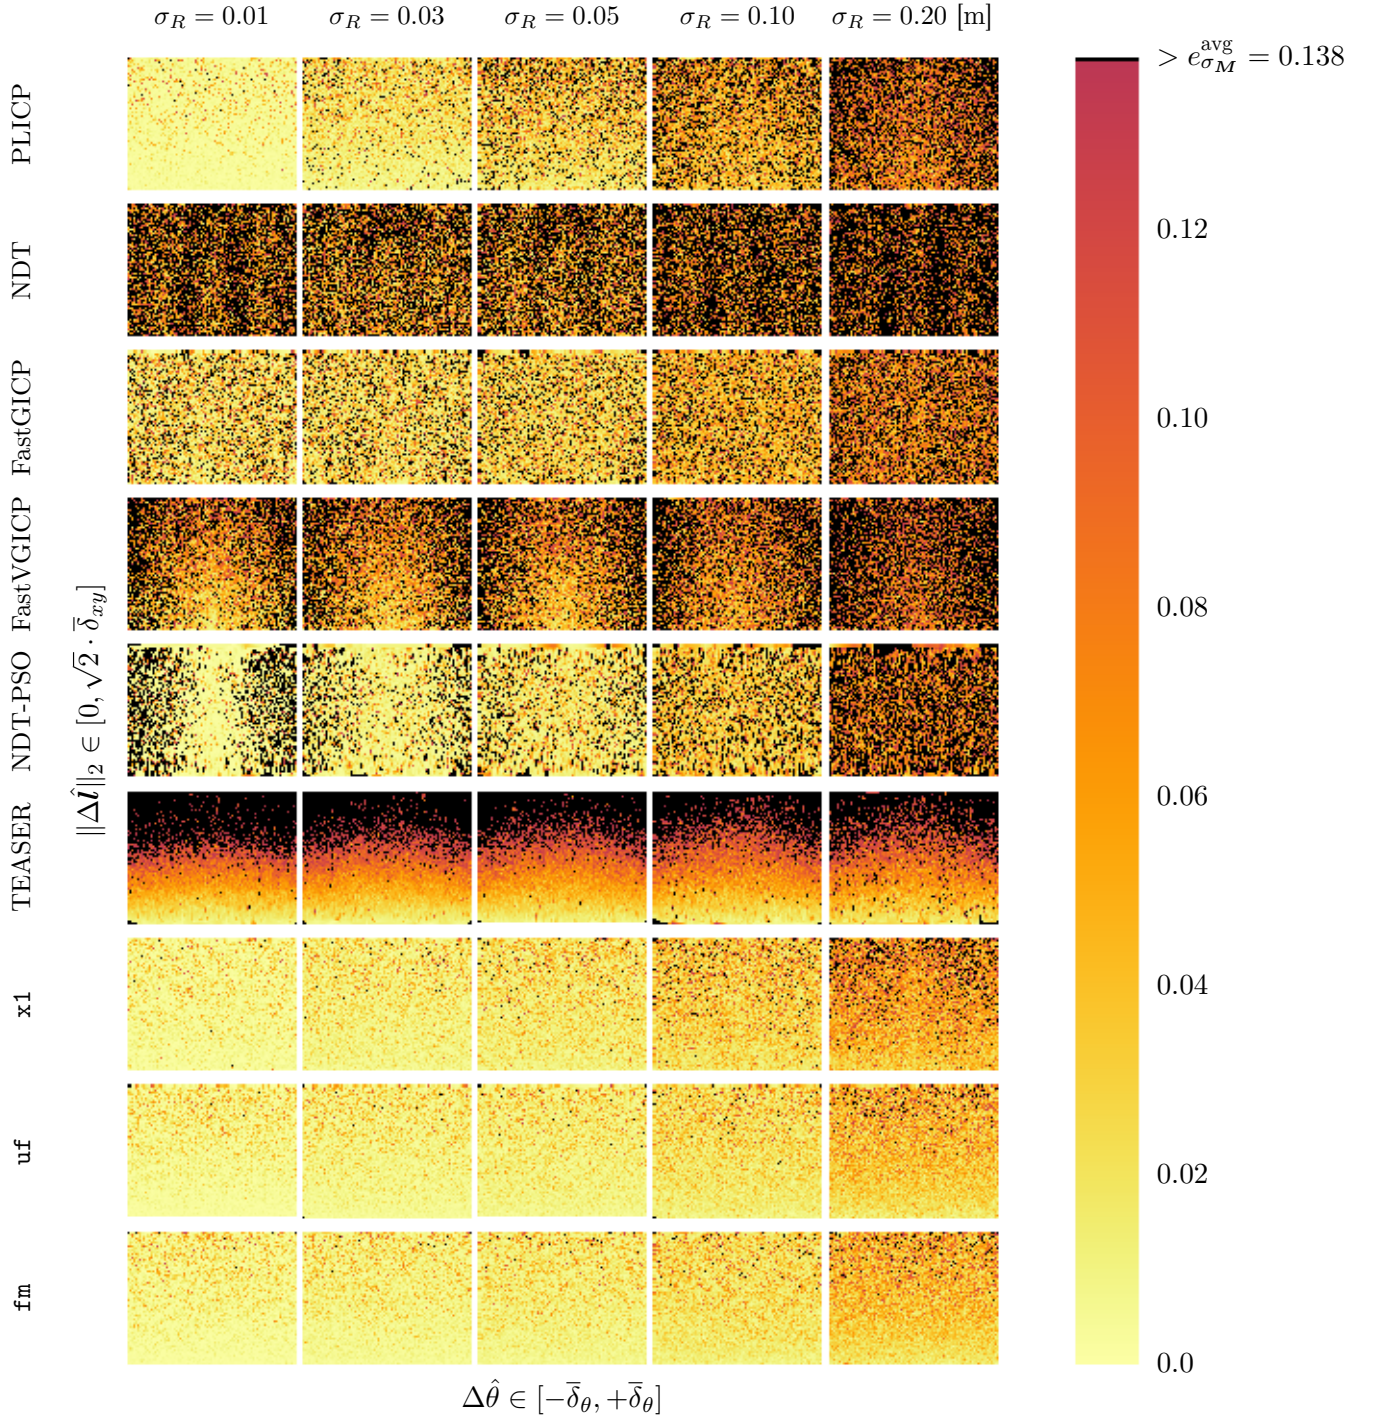 σ_R = 0.01 σ_R = 0.03 σ_R = 0.05 σ_R = 0.10 σ_R = 0.20 [m]
PLICP
NDT
FastGICP
FastVGICP
NDT-PSO
TEASER
x1
uf
fm
‖Δl̂‖₂ ∈ [0, √2 · δ̅_xy]
Δθ̂ ∈ [−δ̅_θ, +δ̅_θ]
> e^avg_σ_M = 0.138
0.12
0.10
0.08
0.06
0.04
0.02
0.0